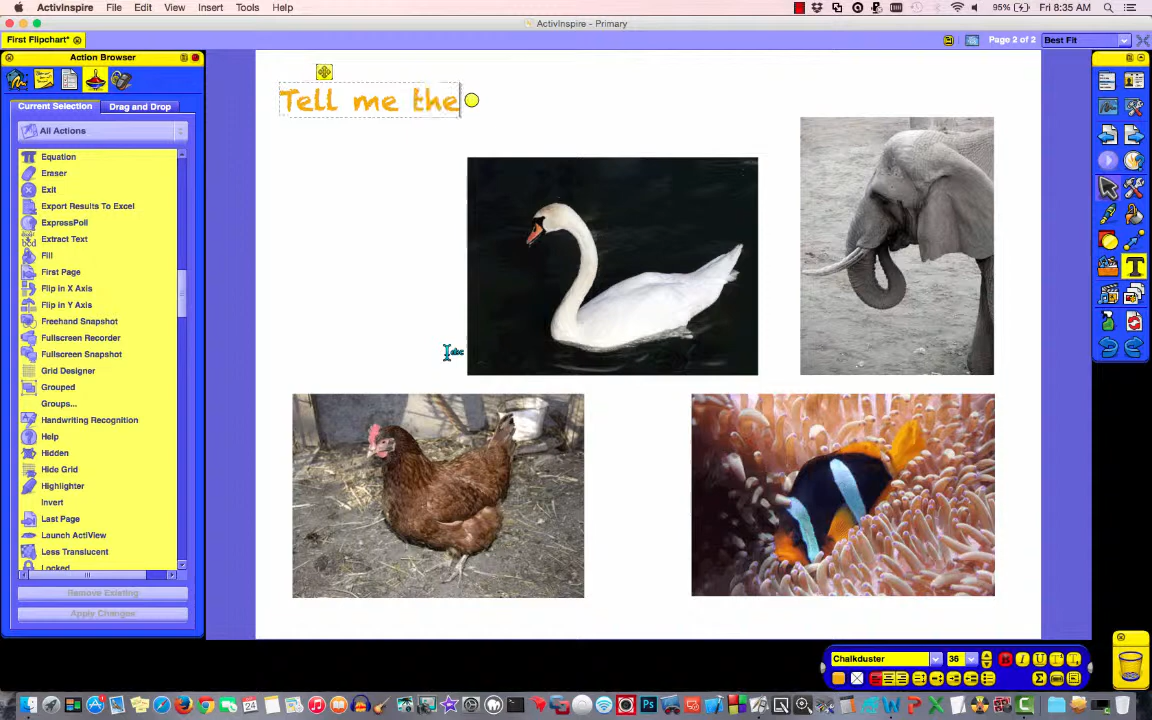 ActivInspire File Edit View Insert Tools Help 95% Fri 8:35 AM
ActivInspire - Primary
First Flipchart* Page 2 of 2 Best Fit
Action Browser
Current Selection Drag and Drop
All Actions
Equation
Eraser
Exit
Export Results To Excel
ExpressPoll
Extract Text
Fill
First Page
Flip in X Axis
Flip in Y Axis
Freehand Snapshot
Fullscreen Recorder
Fullscreen Snapshot
Grid Designer
Grouped
Groups...
Handwriting Recognition
Help
Hidden
Hide Grid
Highlighter
Invert
Last Page
Launch ActiView
Less Translucent
Locked
Remove Existing
Apply Changes
Tell me the
abc
Chalkduster 36